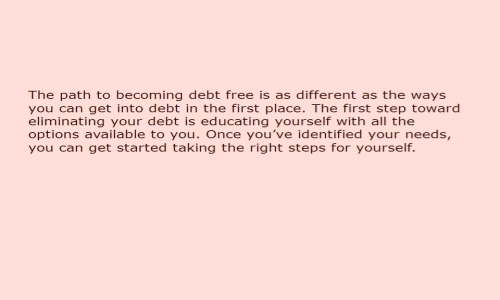 The path to becoming debt free is as different as the ways
you can get into debt in the first place. The first step toward
eliminating your debt is educating yourself with all the
options available to you. Once you’ve identified your needs,
you can get started taking the right steps for yourself.